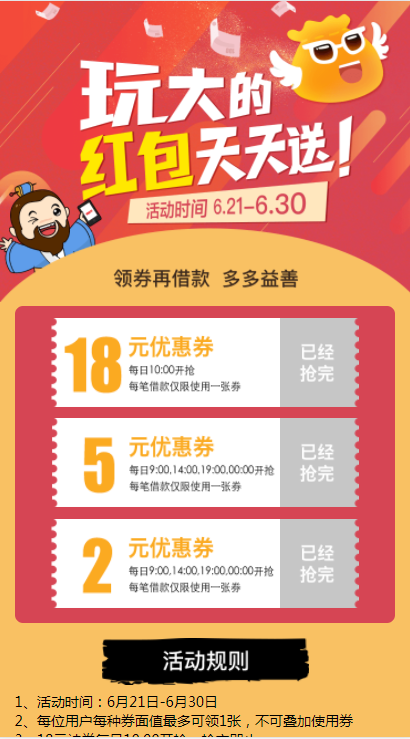 玩大的
红包天天送！
活动时间 6.21-6.30
领券再借款 多多益善
18 元优惠券
每日10:00开抢
每笔借款仅限使用一张券
已经
抢完
5 元优惠券
每日9:00,14:00,19:00,00:00开抢
每笔借款仅限使用一张券
已经
抢完
2 元优惠券
每日9:00,14:00,19:00,00:00开抢
每笔借款仅限使用一张券
已经
抢完
活动规则
1、活动时间：6月21日-6月30日
2、每位用户每种券面值最多可领1张，不可叠加使用券